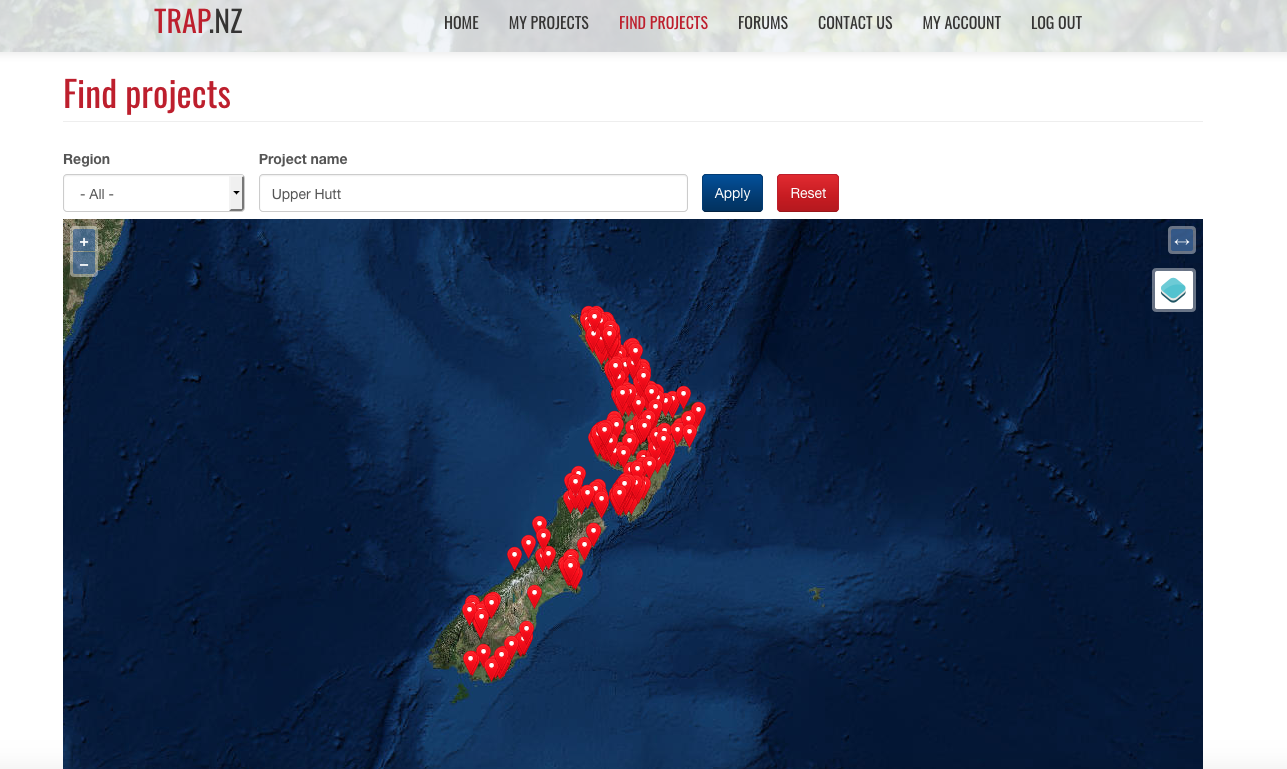 TRAP.NZ
HOME MY PROJECTS FIND PROJECTS FORUMS CONTACT US MY ACCOUNT LOG OUT
Find projects
Region Project name
- All - Upper Hutt Apply Reset
+
−